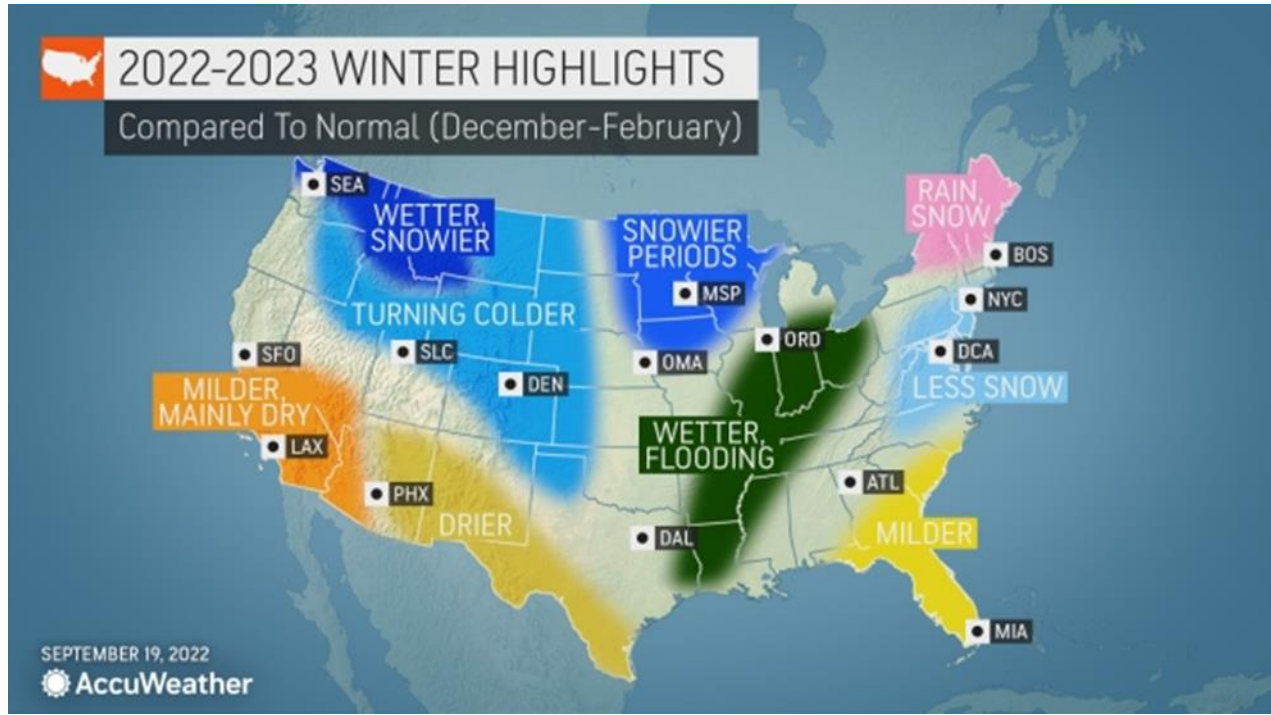 2022-2023 WINTER HIGHLIGHTS
Compared To Normal (December-February)
SEA
WETTER,
SNOWIER
SNOWIER
PERIODS
RAIN,
SNOW
BOS
MSP
NYC
TURNING COLDER
ORD
SFO
SLC
OMA
DCA
DEN
LESS SNOW
MILDER,
MAINLY DRY
LAX
WETTER,
FLOODING
PHX
ATL
DRIER
DAL
MILDER
MIA
SEPTEMBER 19, 2022
AccuWeather